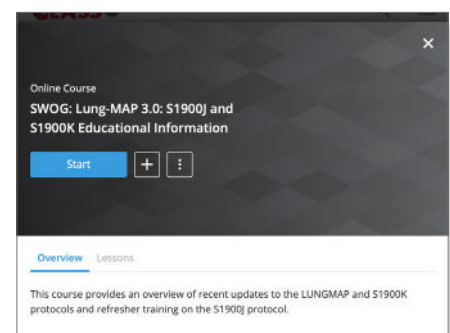 Online Course
SWOG: Lung-MAP 3.0: S1900J and
S1900K Educational Information
Start
Overview Lessons
This course provides an overview of recent updates to the LUNGMAP and S1900K
protocols and refresher training on the S1900J protocol.